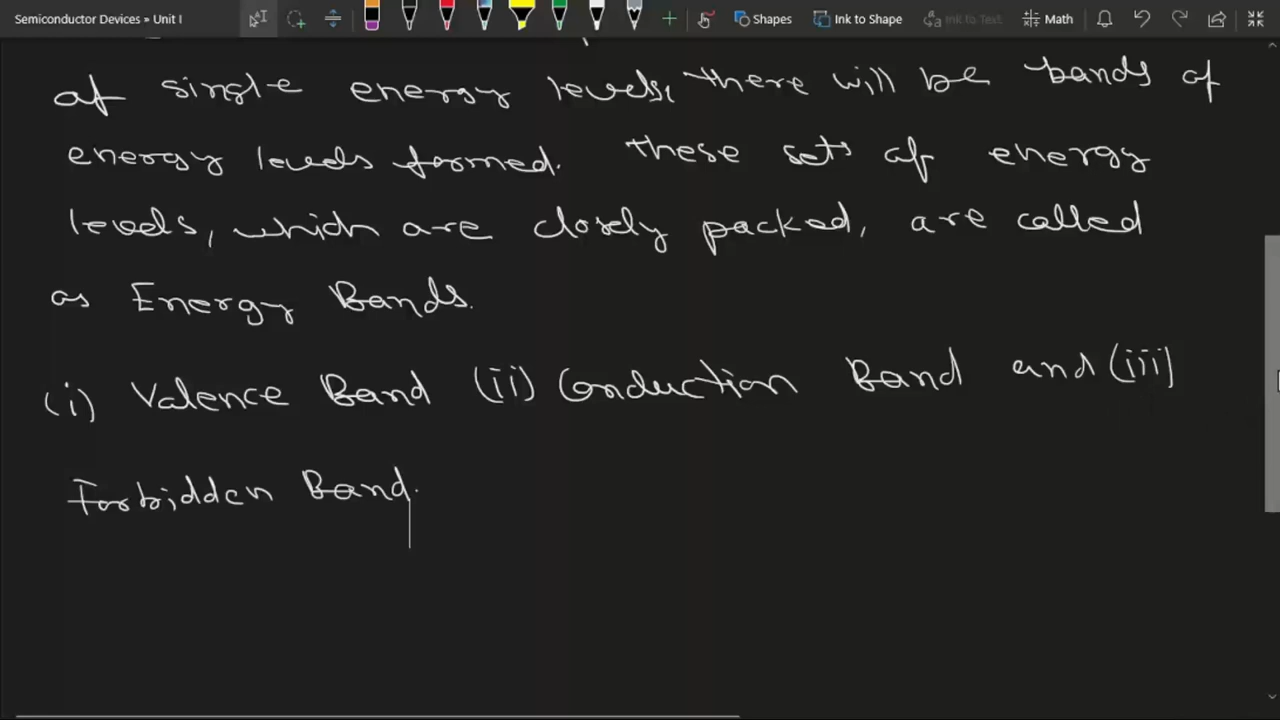 Semiconductor Devices » Unit I
Shapes
Ink to Shape
Ink to Text
Math
of single energy levels, there will be bands of
energy levels formed. These sets of energy
levels, which are closely packed, are called
as Energy Bands.
(i) Valence Band (ii) Conduction Band and (iii)
Forbidden Band.